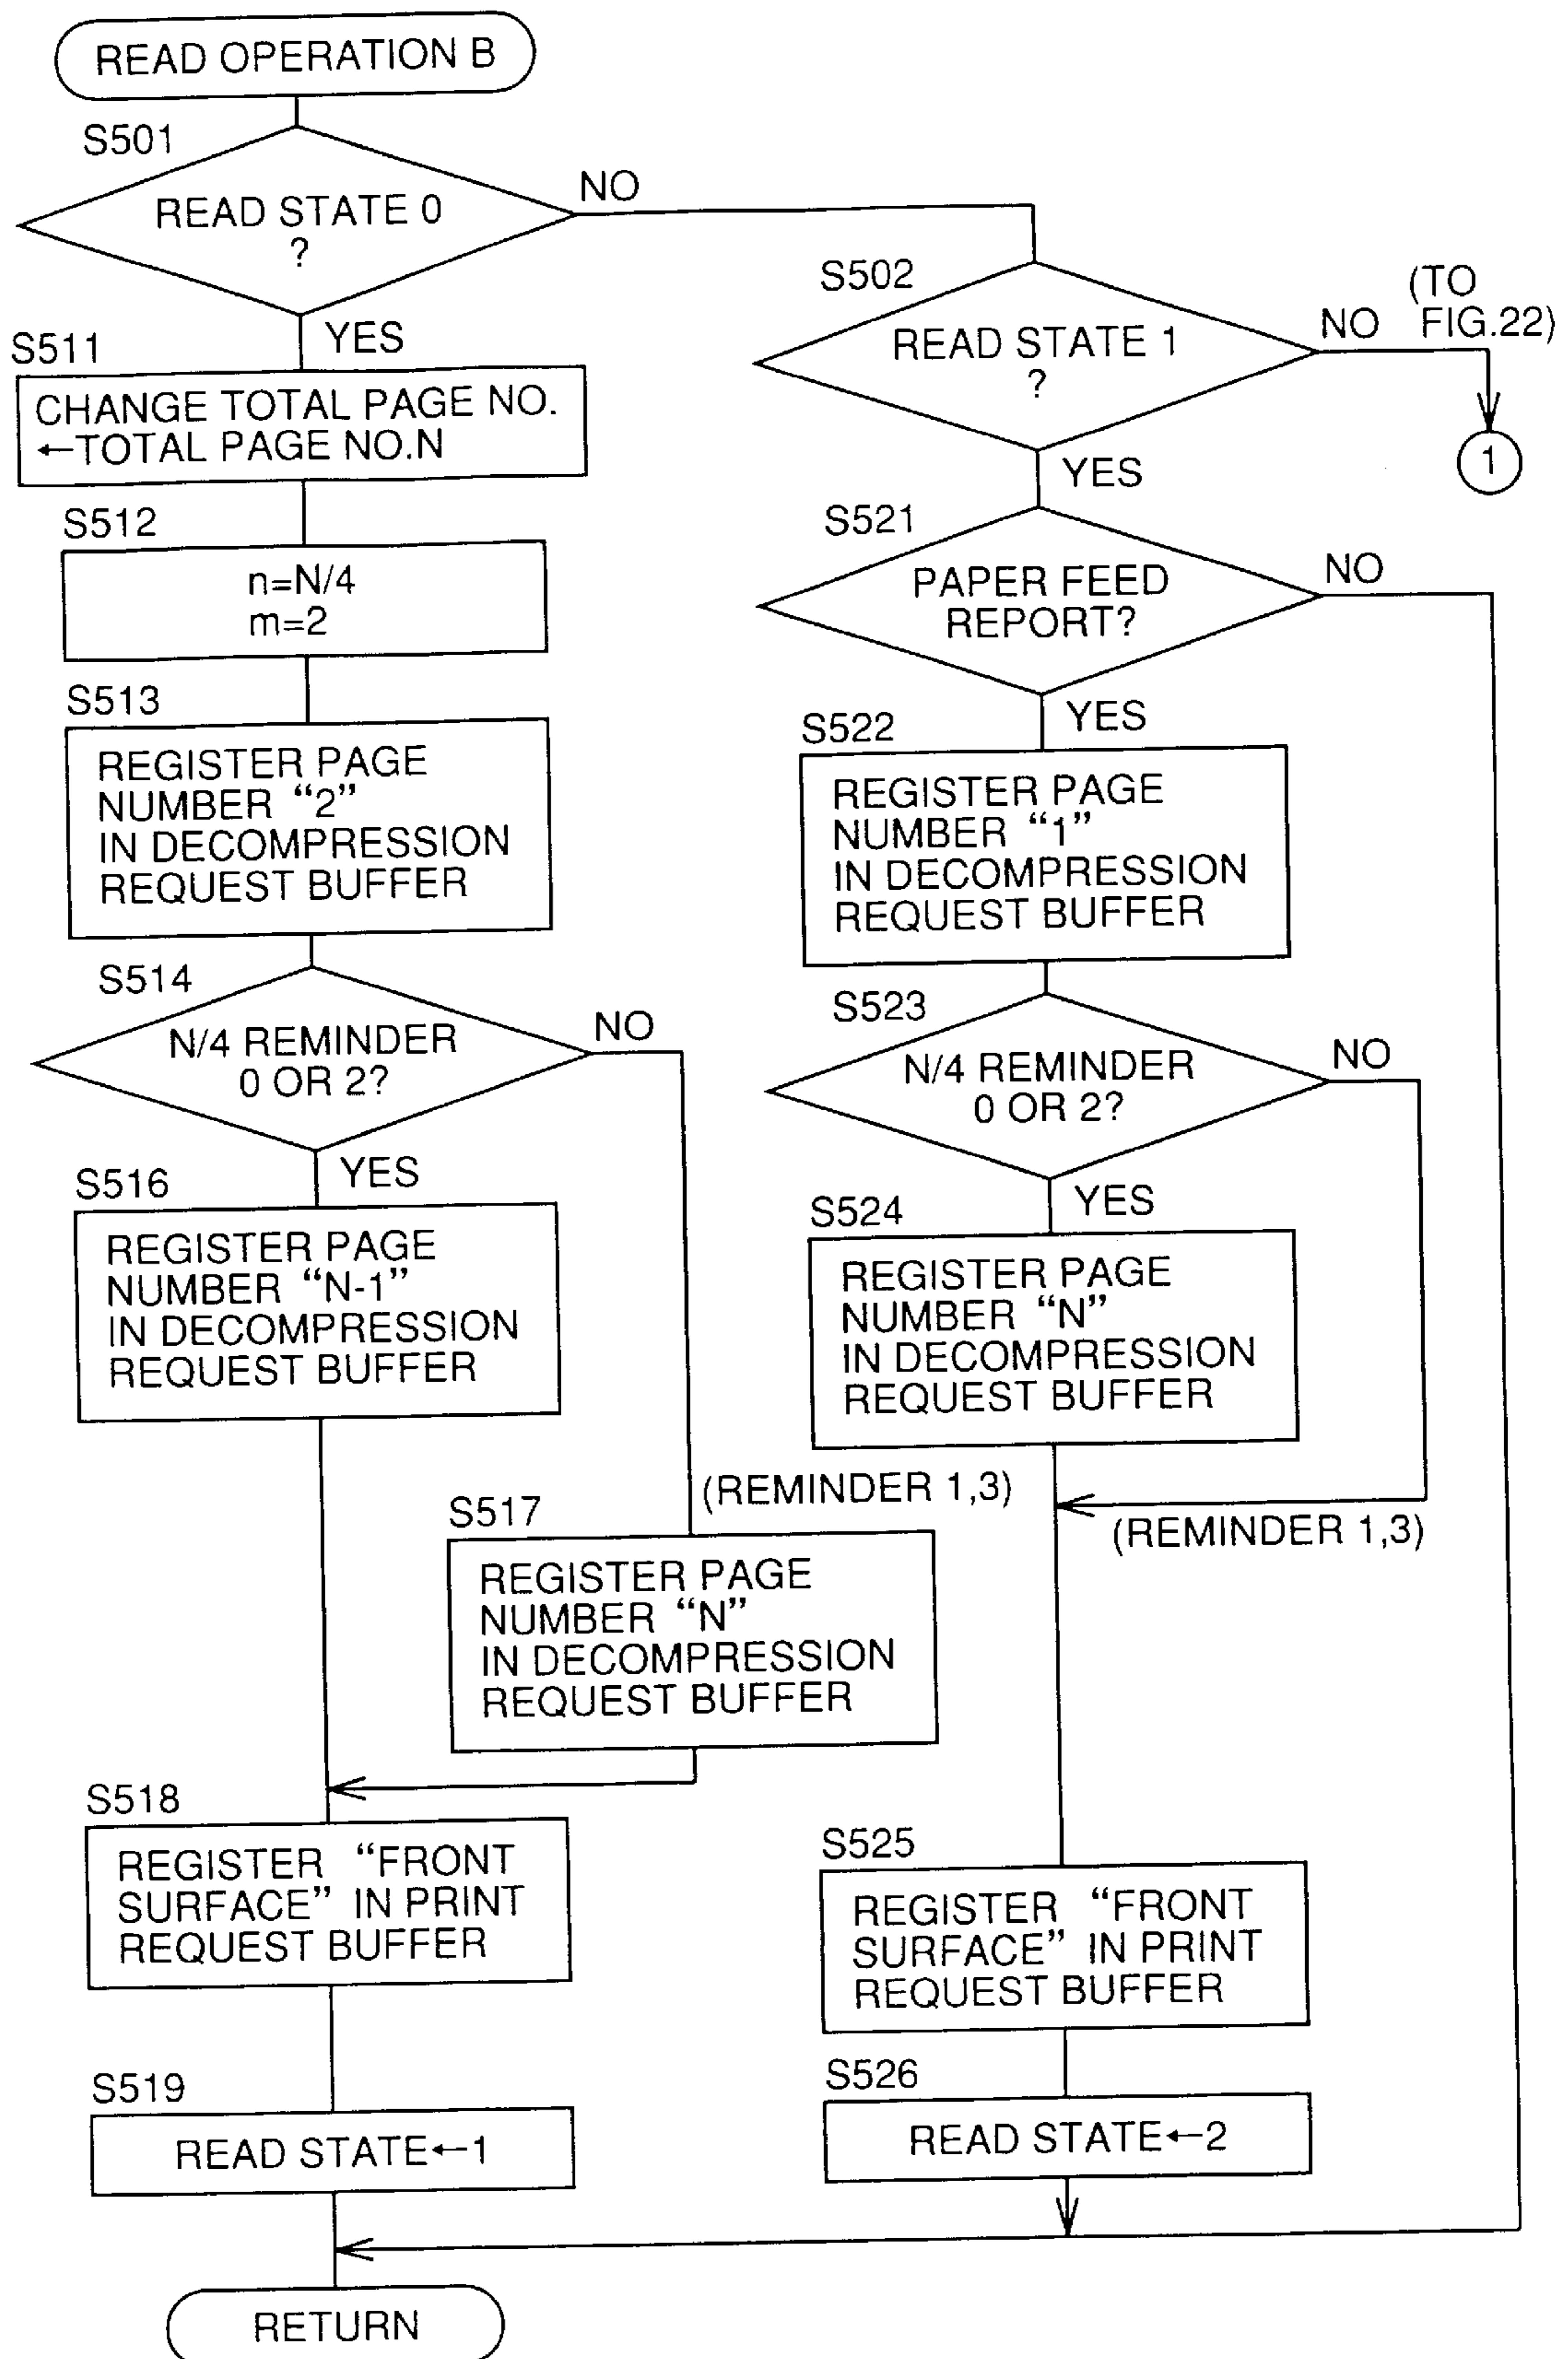 READ OPERATION B
S501
READ STATE 0
?
NO
YES
S511
CHANGE TOTAL PAGE NO.
←TOTAL PAGE NO.N
S512
n=N/4
m=2
S513
REGISTER PAGE
NUMBER “2”
IN DECOMPRESSION
REQUEST BUFFER
S514
N/4 REMINDER
0 OR 2?
NO
YES
S516
REGISTER PAGE
NUMBER “N-1”
IN DECOMPRESSION
REQUEST BUFFER
(REMINDER 1,3)
S517
REGISTER PAGE
NUMBER “N”
IN DECOMPRESSION
REQUEST BUFFER
S518
REGISTER “FRONT
SURFACE” IN PRINT
REQUEST BUFFER
S519
READ STATE←1
S502
READ STATE 1
?
NO
(TO
FIG.22)
1
YES
S521
PAPER FEED
REPORT?
NO
YES
S522
REGISTER PAGE
NUMBER “1”
IN DECOMPRESSION
REQUEST BUFFER
S523
N/4 REMINDER
0 OR 2?
NO
YES
S524
REGISTER PAGE
NUMBER “N”
IN DECOMPRESSION
REQUEST BUFFER
(REMINDER 1,3)
S525
REGISTER “FRONT
SURFACE” IN PRINT
REQUEST BUFFER
S526
READ STATE←2
RETURN